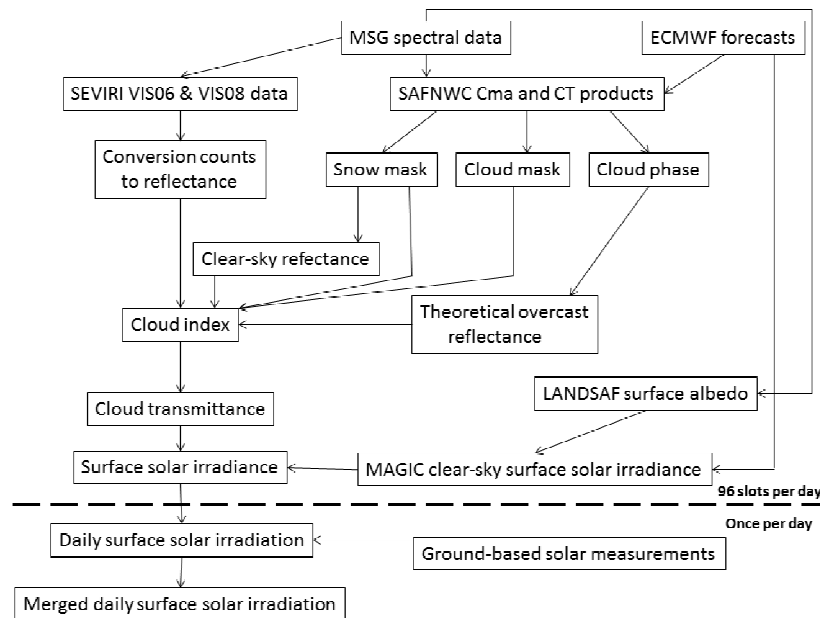 MSG spectral data
ECMWF forecasts
SEVIRI VIS06 & VIS08 data
SAFNWC Cma and CT products
Conversion counts
to reflectance
Snow mask
Cloud mask
Cloud phase
Clear-sky refectance
Cloud index
Theoretical overcast
reflectance
LANDSAF surface albedo
Cloud transmittance
Surface solar irradiance
MAGIC clear-sky surface solar irradiance
96 slots per day
Once per day
Daily surface solar irradiation
Ground-based solar measurements
Merged daily surface solar irradiation